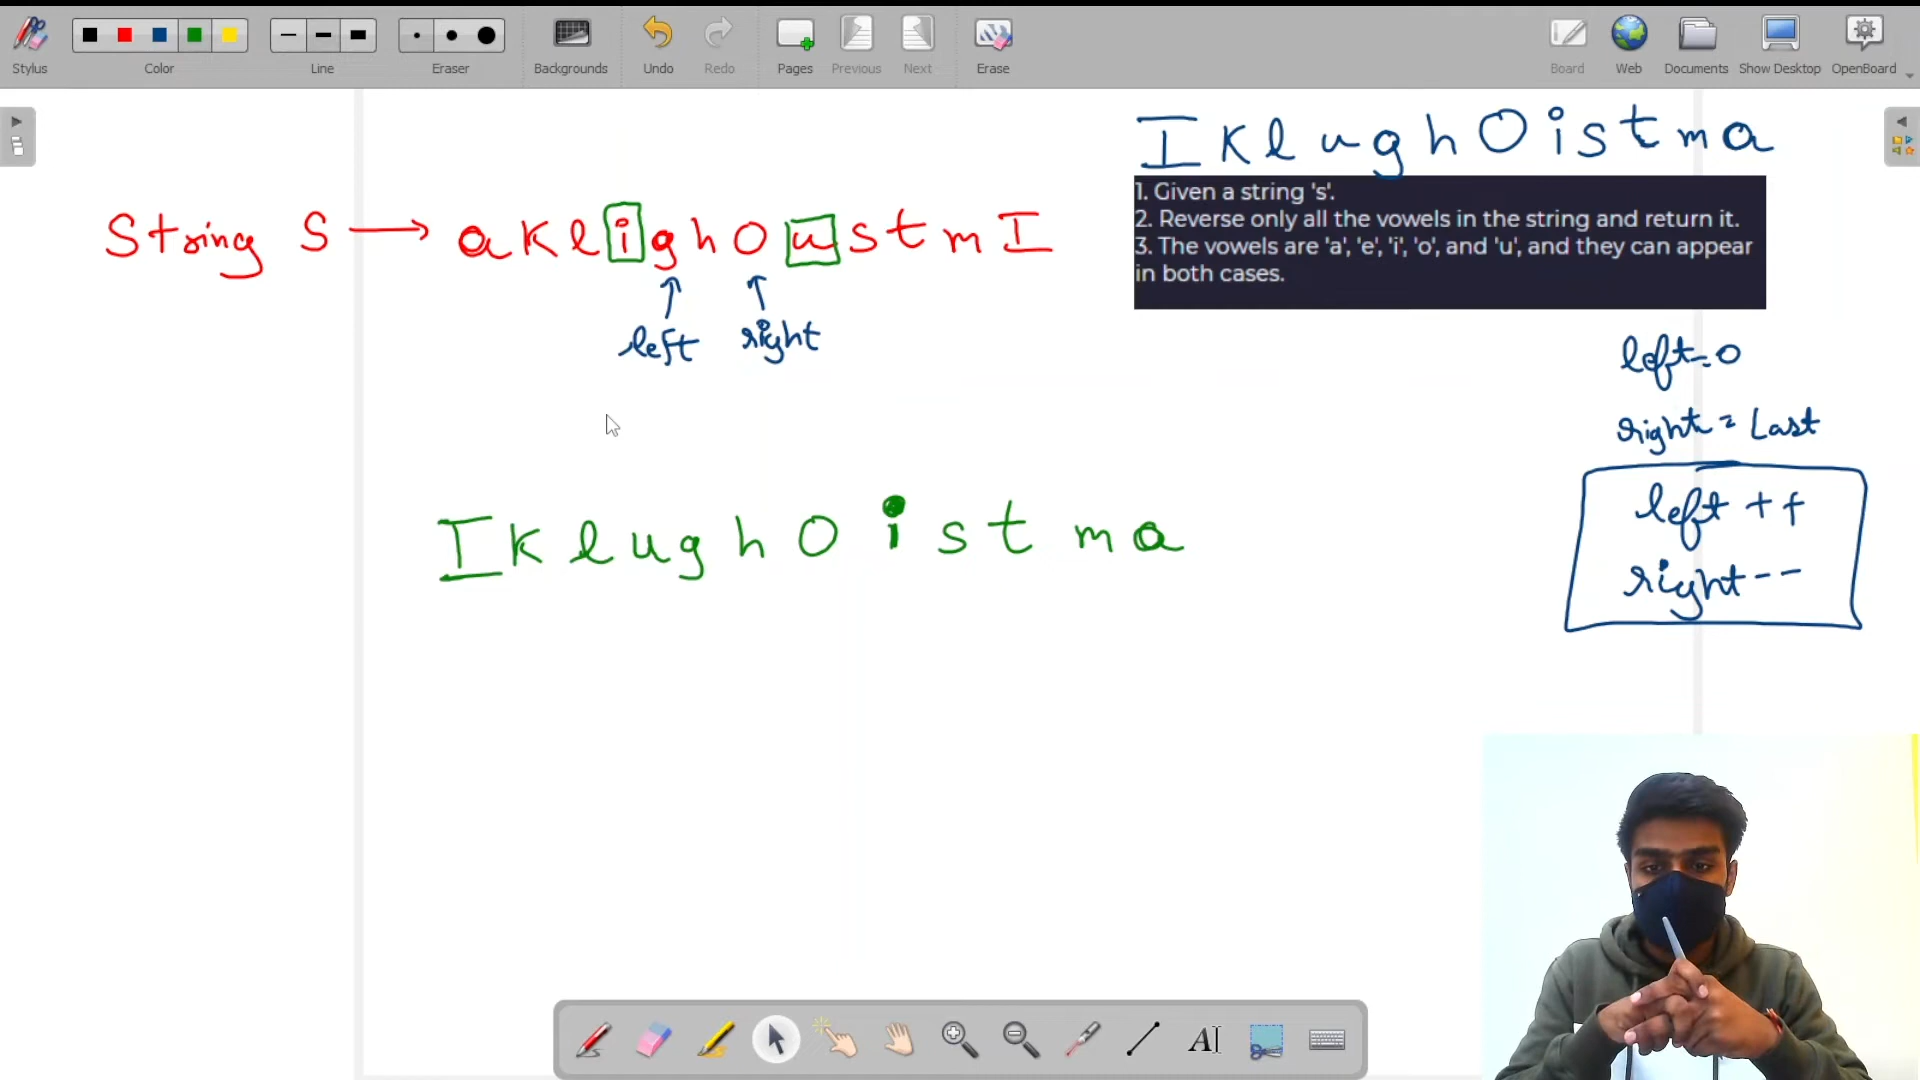 Stylus
Color
Line
Eraser
Backgrounds
Undo
Redo
Pages
Previous
Next
Erase
Board
Web
Documents
Show Desktop
OpenBoard
I K l u g h O i s t m a
1. Given a string 's'.
2. Reverse only all the vowels in the string and return it.
3. The vowels are 'a', 'e', 'i', 'o', and 'u', and they can appear
in both cases.
String S → a K l i g h O u s t m I
left right
left = 0
right = Last
left ++
right --
I K l u g h O i s t m a
AI